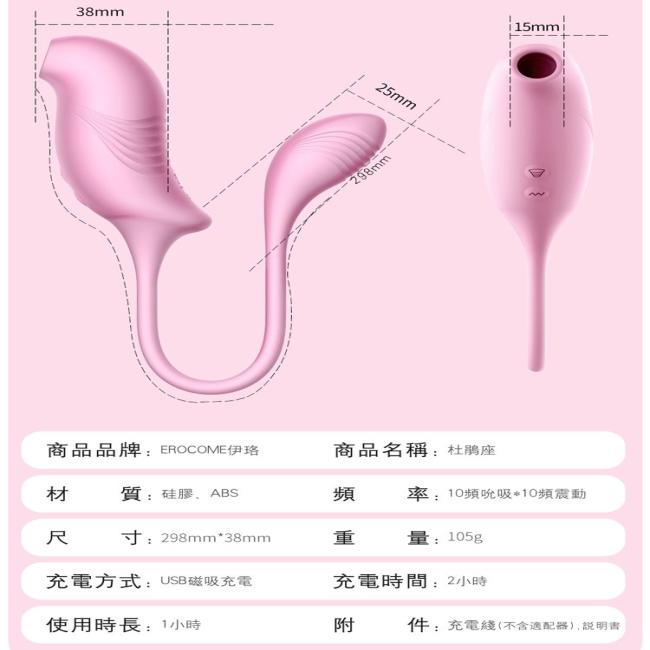 38mm
15mm
25mm
298mm
商品品牌：EROCOME伊珞
商品名稱：杜鵑座
材質：硅膠、ABS
頻率：10頻吮吸*10頻震動
尺寸：298mm*38mm
重量：105g
充電方式：USB磁吸充電
充電時間：2小時
使用時長：1小時
附件：充電綫(不含適配器),說明書